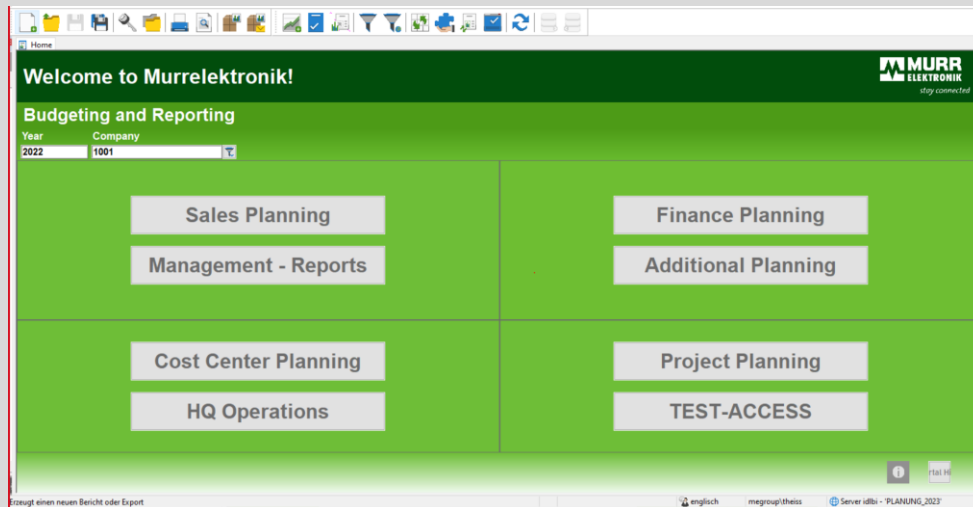 Home
Welcome to Murrelektronik!
MURR
ELEKTRONIK
stay connected
Budgeting and Reporting
Year Company
2022 1001
Sales Planning Finance Planning
Management - Reports Additional Planning
Cost Center Planning Project Planning
HQ Operations TEST-ACCESS
rtal Hi
Erzeugt einen neuen Bericht oder Export englisch megroup\theiss Server idlbi - 'PLANUNG_2023'